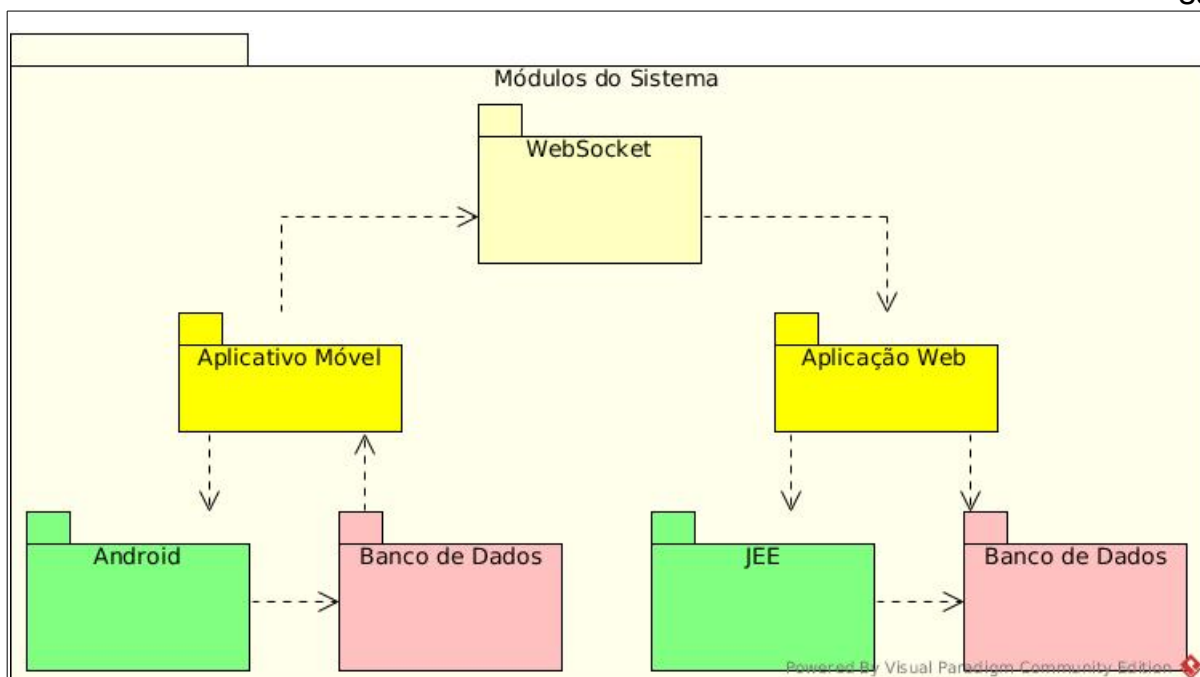 Módulos do Sistema
WebSocket
Aplicativo Móvel
Aplicação Web
Android
Banco de Dados
JEE
Banco de Dados
Powered By Visual Paradigm Community Edition